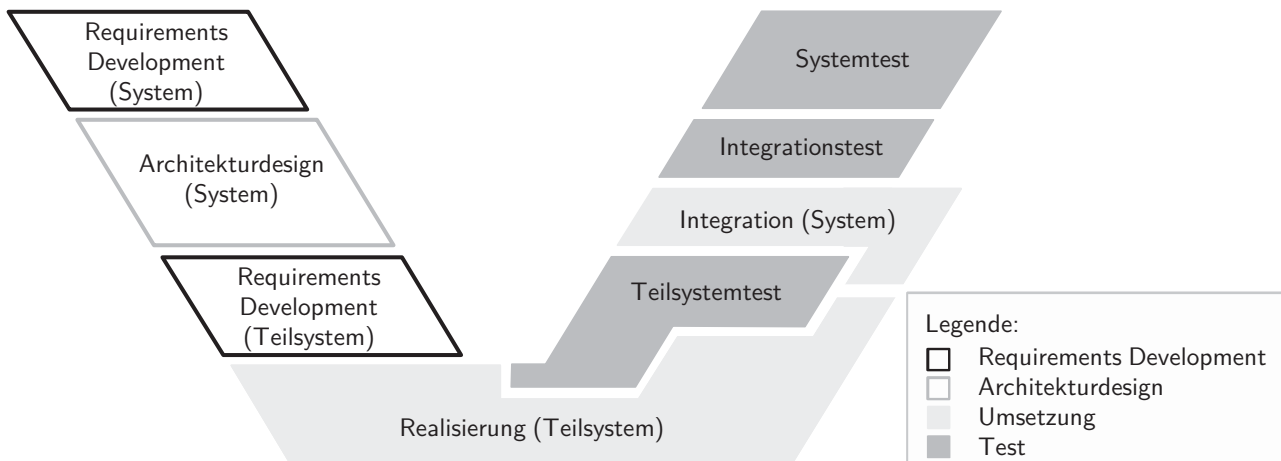 Requirements
Development
(System)
Architekturdesign
(System)
Requirements
Development
(Teilsystem)
Realisierung (Teilsystem)
Teilsystemtest
Integration (System)
Integrationstest
Systemtest
Legende:
Requirements Development
Architekturdesign
Umsetzung
Test